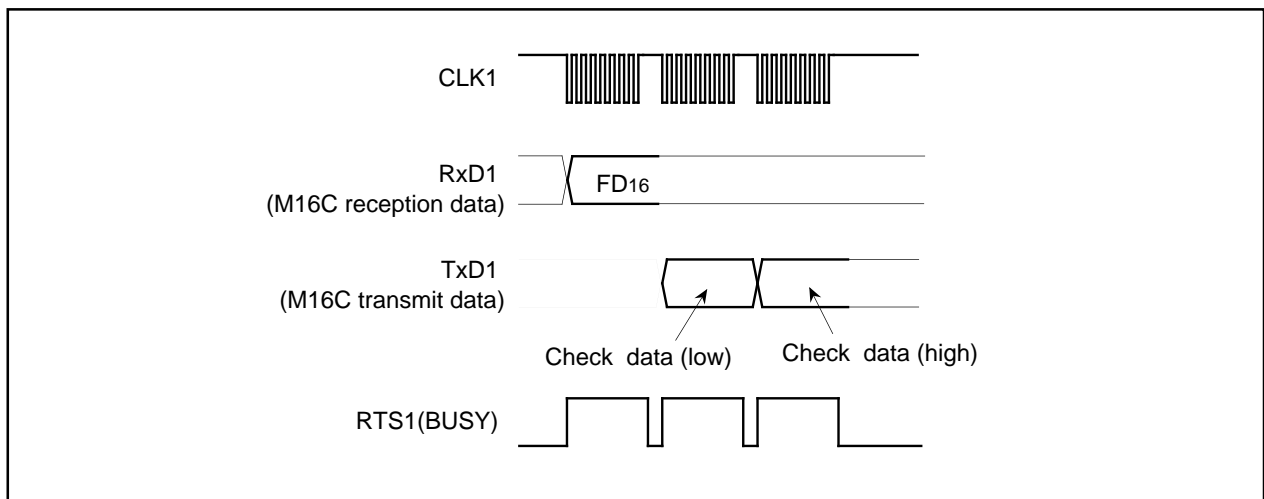 CLK1
RxD1
(M16C reception data)
FD16
TxD1
(M16C transmit data)
Check data (low)
Check data (high)
RTS1(BUSY)